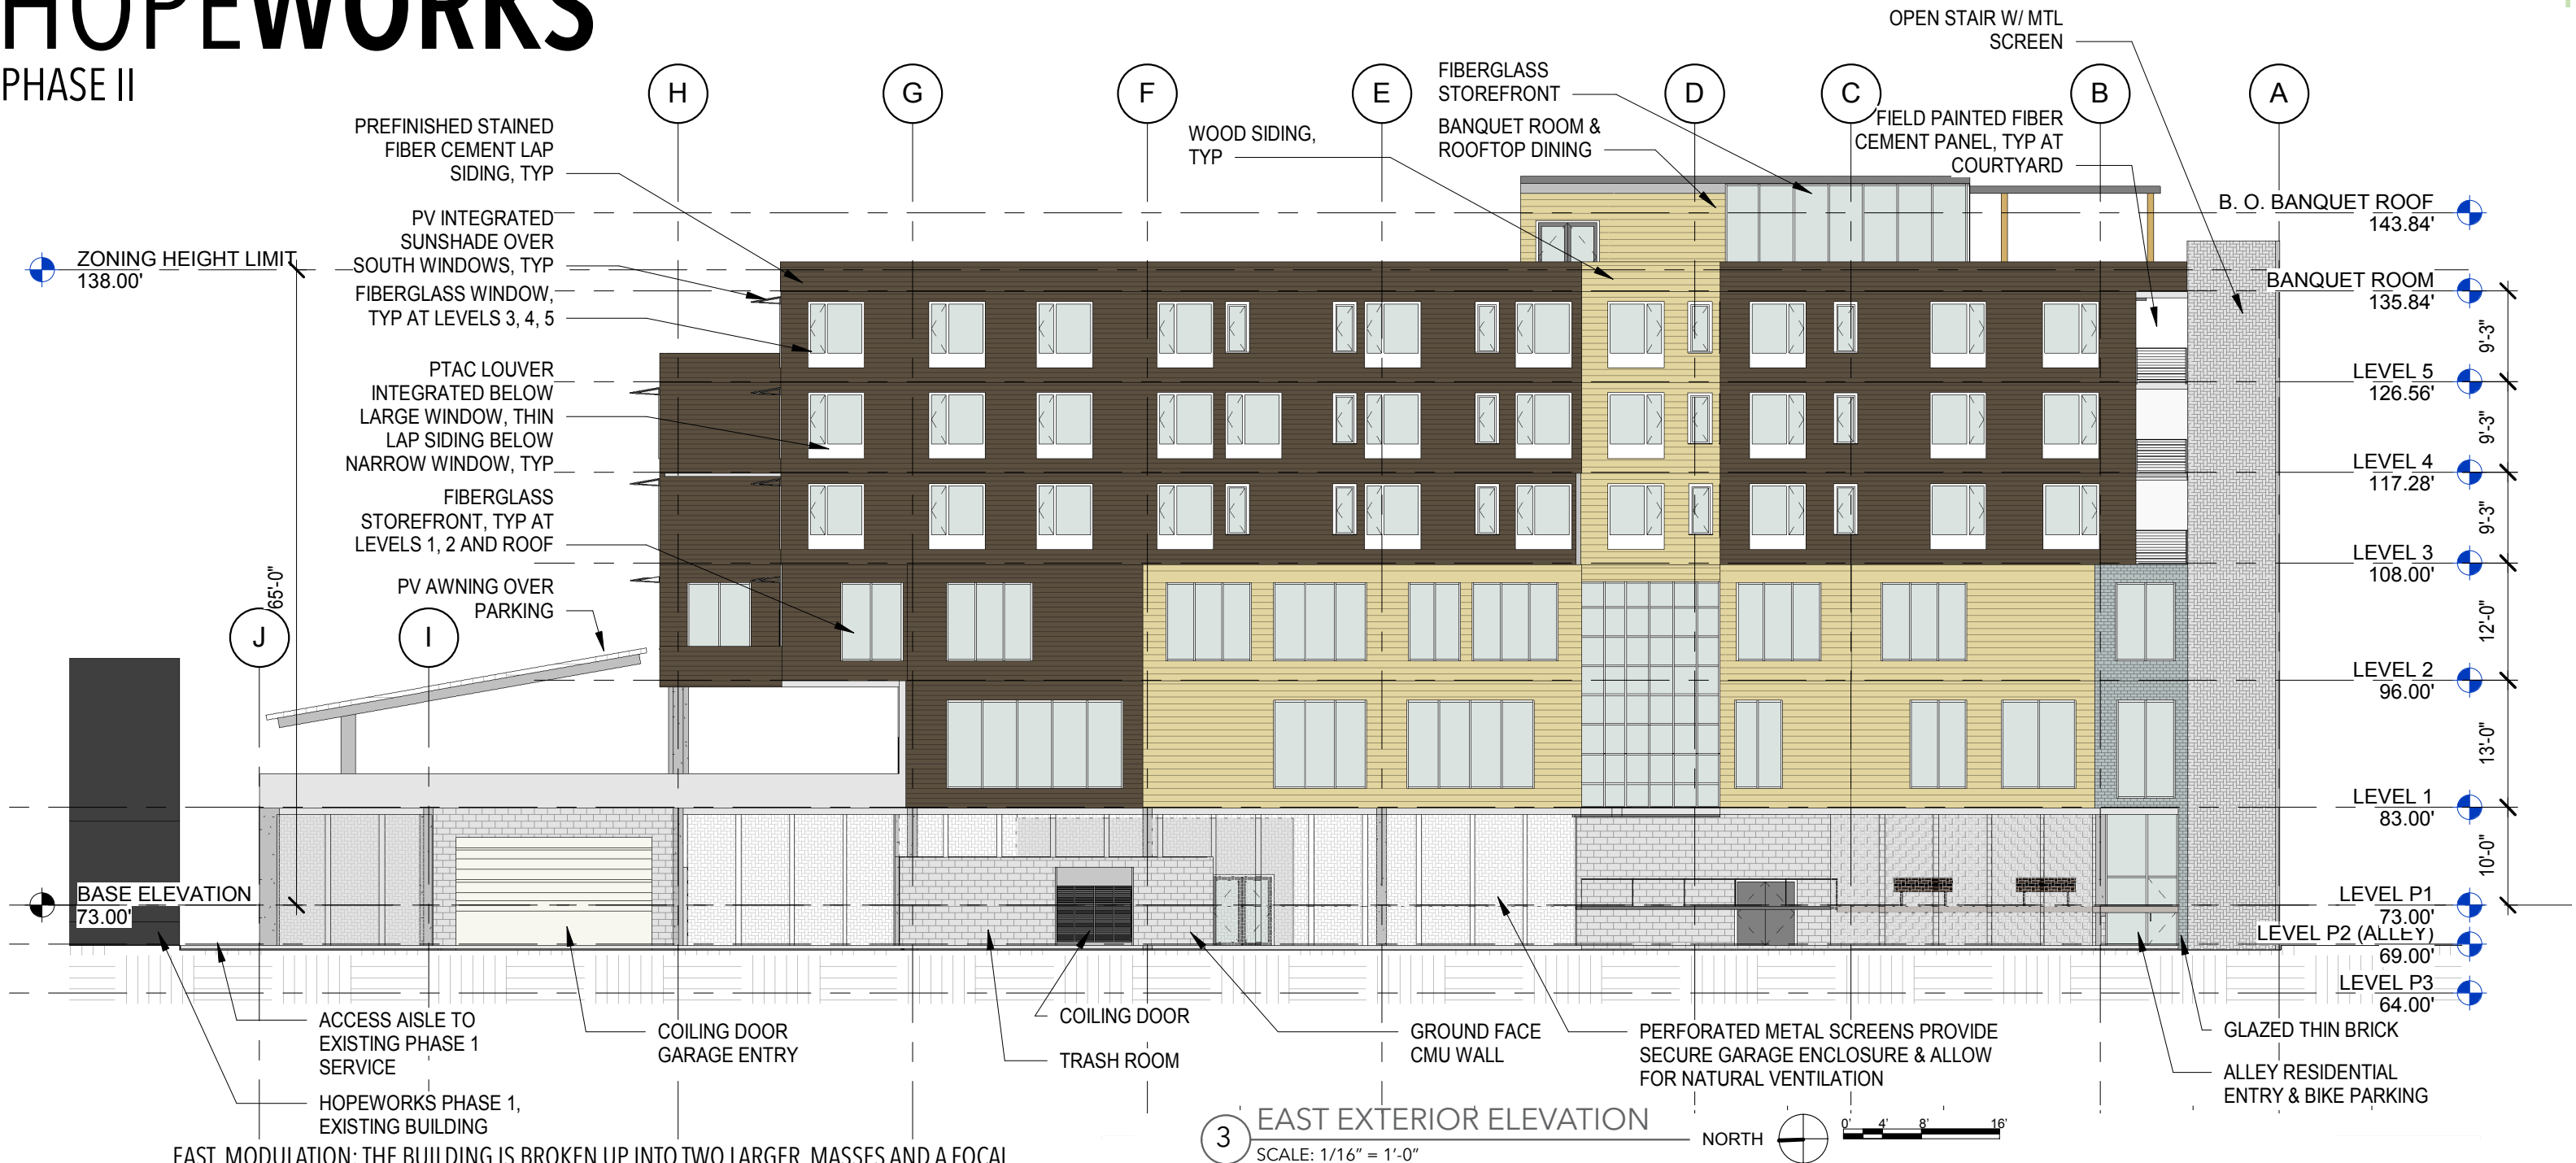 HOPEWORKS
PHASE II
OPEN STAIR W/ MTL
SCREEN
H
G
F
E
D
C
B
A
FIBERGLASS
STOREFRONT
BANQUET ROOM &
ROOFTOP DINING
WOOD SIDING,
TYP
FIELD PAINTED FIBER
CEMENT PANEL, TYP AT
COURTYARD
PREFINISHED STAINED
FIBER CEMENT LAP
SIDING, TYP
PV INTEGRATED
SUNSHADE OVER
SOUTH WINDOWS, TYP
FIBERGLASS WINDOW,
TYP AT LEVELS 3, 4, 5
PTAC LOUVER
INTEGRATED BELOW
LARGE WINDOW, THIN
LAP SIDING BELOW
NARROW WINDOW, TYP
FIBERGLASS
STOREFRONT, TYP AT
LEVELS 1, 2 AND ROOF
PV AWNING OVER
PARKING
ZONING HEIGHT LIMIT
138.00'
65'-0"
J
I
BASE ELEVATION
73.00'
B. O. BANQUET ROOF
143.84'
BANQUET ROOM
135.84'
9'-3"
LEVEL 5
126.56'
9'-3"
LEVEL 4
117.28'
9'-3"
LEVEL 3
108.00'
12'-0"
LEVEL 2
96.00'
13'-0"
LEVEL 1
83.00'
10'-0"
LEVEL P1
73.00'
LEVEL P2 (ALLEY)
69.00'
LEVEL P3
64.00'
ACCESS AISLE TO
EXISTING PHASE 1
SERVICE
HOPEWORKS PHASE 1,
EXISTING BUILDING
COILING DOOR
GARAGE ENTRY
COILING DOOR
TRASH ROOM
GROUND FACE
CMU WALL
PERFORATED METAL SCREENS PROVIDE
SECURE GARAGE ENCLOSURE & ALLOW
FOR NATURAL VENTILATION
GLAZED THIN BRICK
ALLEY RESIDENTIAL
ENTRY & BIKE PARKING
3
EAST EXTERIOR ELEVATION
SCALE: 1/16" = 1'-0"
NORTH
0' 4' 8' 16'
EAST MODULATION: THE BUILDING IS BROKEN UP INTO TWO LARGER MASSES AND A FOCAL